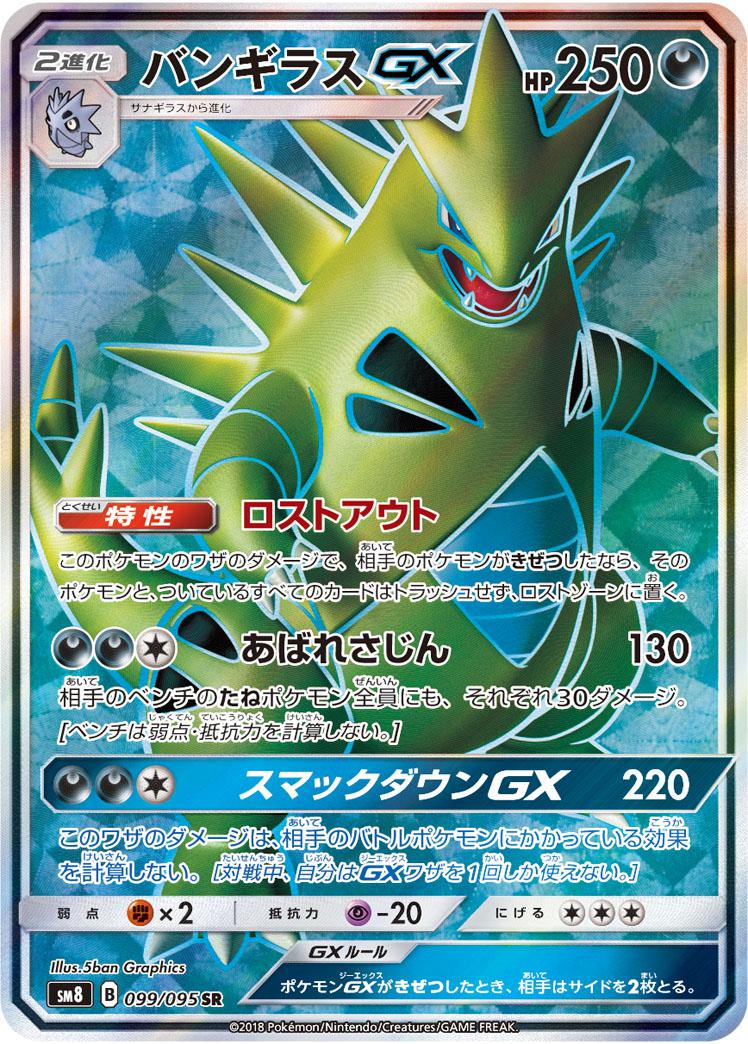 2進化 バンギラスGX HP250
サナギラスから進化
とくせい 特性 ロストアウト
このポケモンのワザのダメージで、相手のポケモンがきぜつしたなら、その
ポケモンと、ついているすべてのカードはトラッシュせず、ロストゾーンに置く。
あばれさじん 130
相手のベンチのたねポケモン全員にも、それぞれ30ダメージ。
[ベンチは弱点・抵抗力を計算しない。]
スマックダウンGX 220
このワザのダメージは、相手のバトルポケモンにかかっている効果
を計算しない。[対戦中、自分はGXワザを1回しか使えない。]
弱点 ×2 抵抗力 -20 にげる
GXルール
ポケモンGXがきぜつしたとき、相手はサイドを2枚とる。
Illus.5ban Graphics
SM8 B 099/095 SR
©2018 Pokémon/Nintendo/Creatures/GAME FREAK.